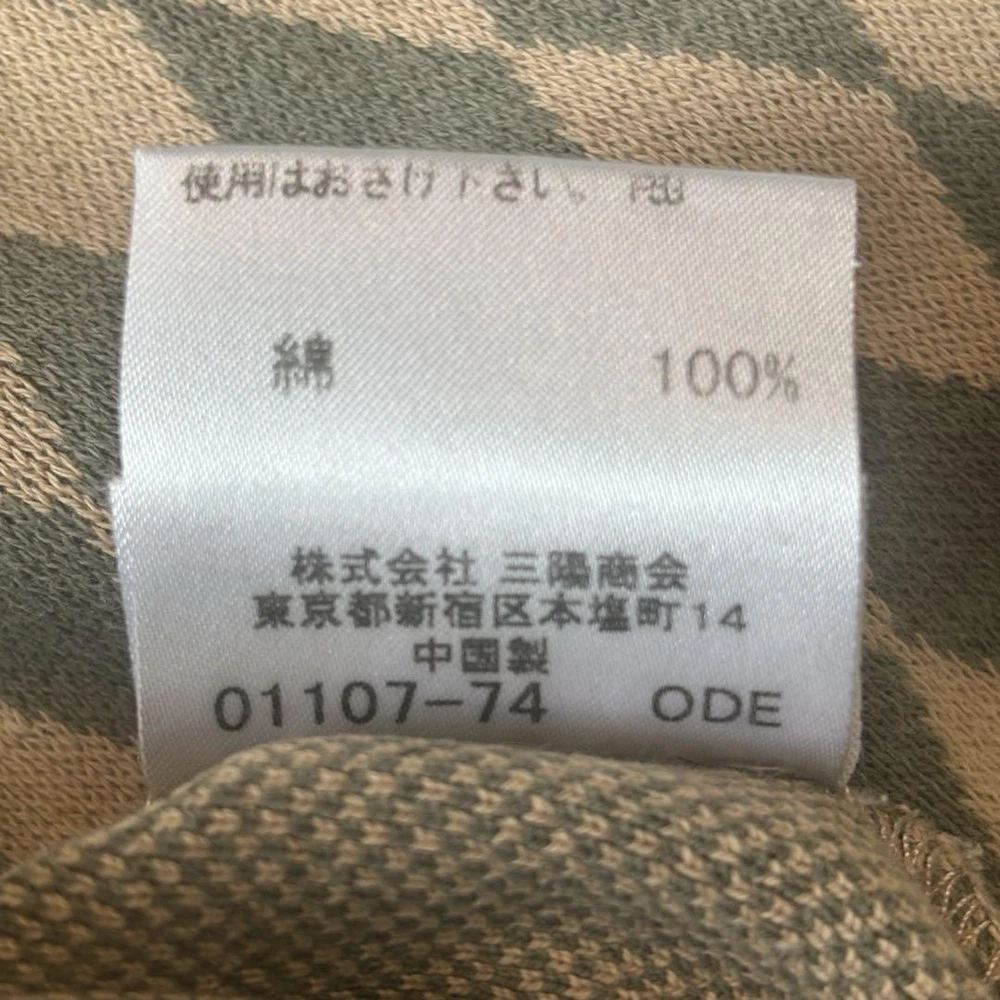 使用はおさけ下さい。
綿 100%
株式会社 三陽商会
東京都新宿区本塩町14
中国製
01107-74 ODE